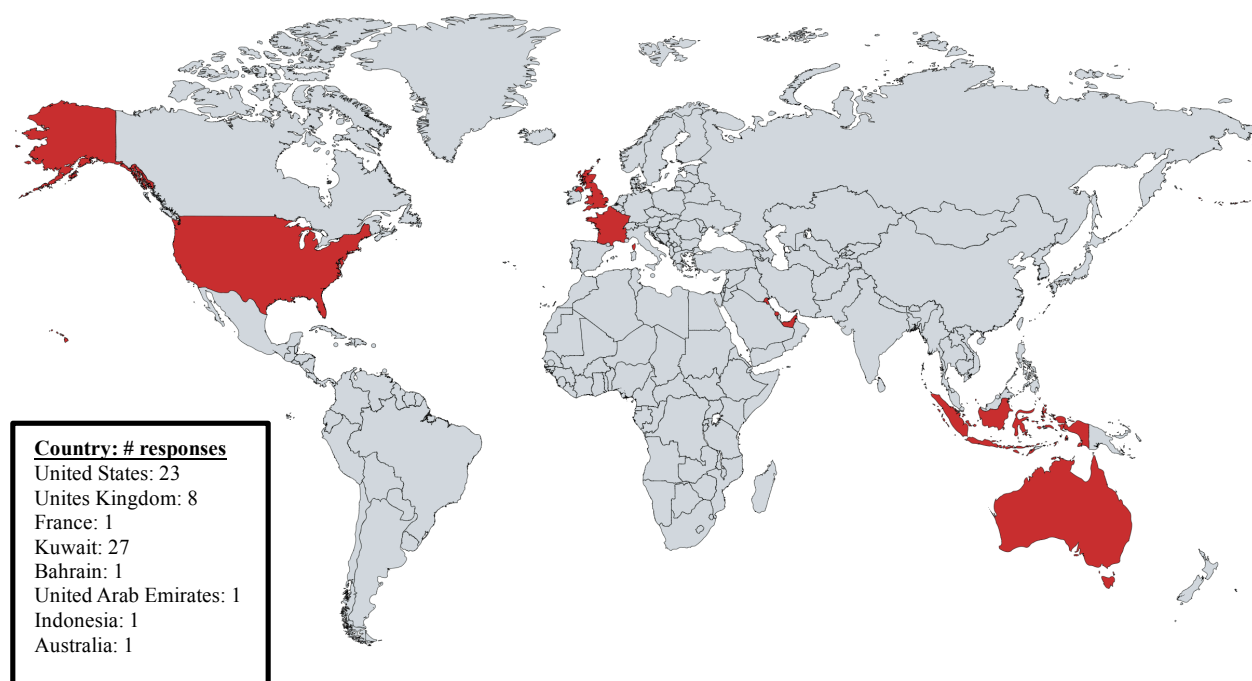 Country: # responses
United States: 23
Unites Kingdom: 8
France: 1
Kuwait: 27
Bahrain: 1
United Arab Emirates: 1
Indonesia: 1
Australia: 1